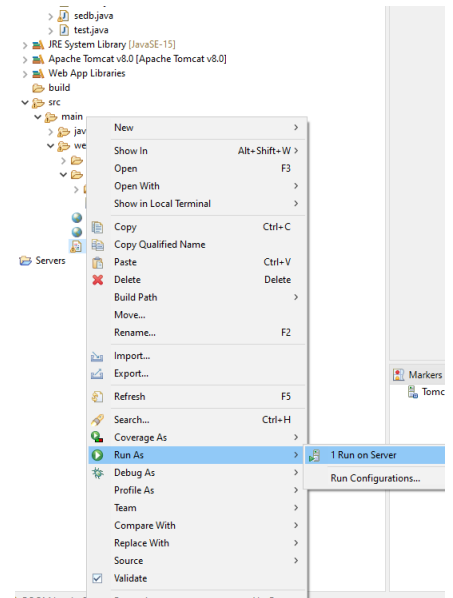 sedb.java
test.java
JRE System Library [JavaSE-15]
Apache Tomcat v8.0 [Apache Tomcat v8.0]
Web App Libraries
build
src
main
jav
we
Servers
New
Show In Alt+Shift+W >
Open F3
Open With
Show in Local Terminal
Copy Ctrl+C
Copy Qualified Name
Paste Ctrl+V
Delete Delete
Build Path
Move...
Rename... F2
Import...
Export...
Refresh F5
Search... Ctrl+H
Coverage As
Run As
Debug As
Profile As
Team
Compare With
Replace With
Source
Validate
1 Run on Server
Run Configurations...
Markers
Tomc